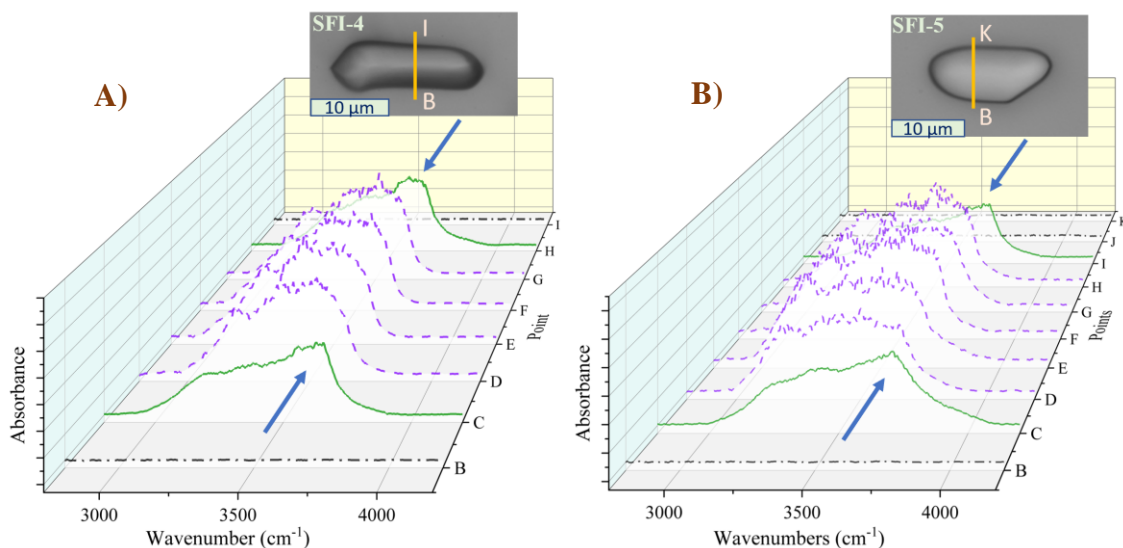 A)
SFI-4
I
B
10 µm
Absorbance
3000
3500
4000
Wavenumber (cm⁻¹)
B
C
D
E
F
G
H
I
Point
B)
SFI-5
K
B
10 µm
Absorbance
3000
3500
4000
Wavenumbers (cm⁻¹)
B
C
D
E
F
G
H
I
J
K
Points